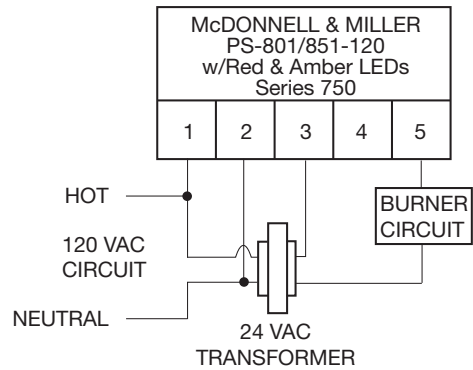 McDONNELL & MILLER
PS-801/851-120
w/Red & Amber LEDs
Series 750
1 2 3 4 5
HOT
BURNER
CIRCUIT
120 VAC
CIRCUIT
NEUTRAL
24 VAC
TRANSFORMER